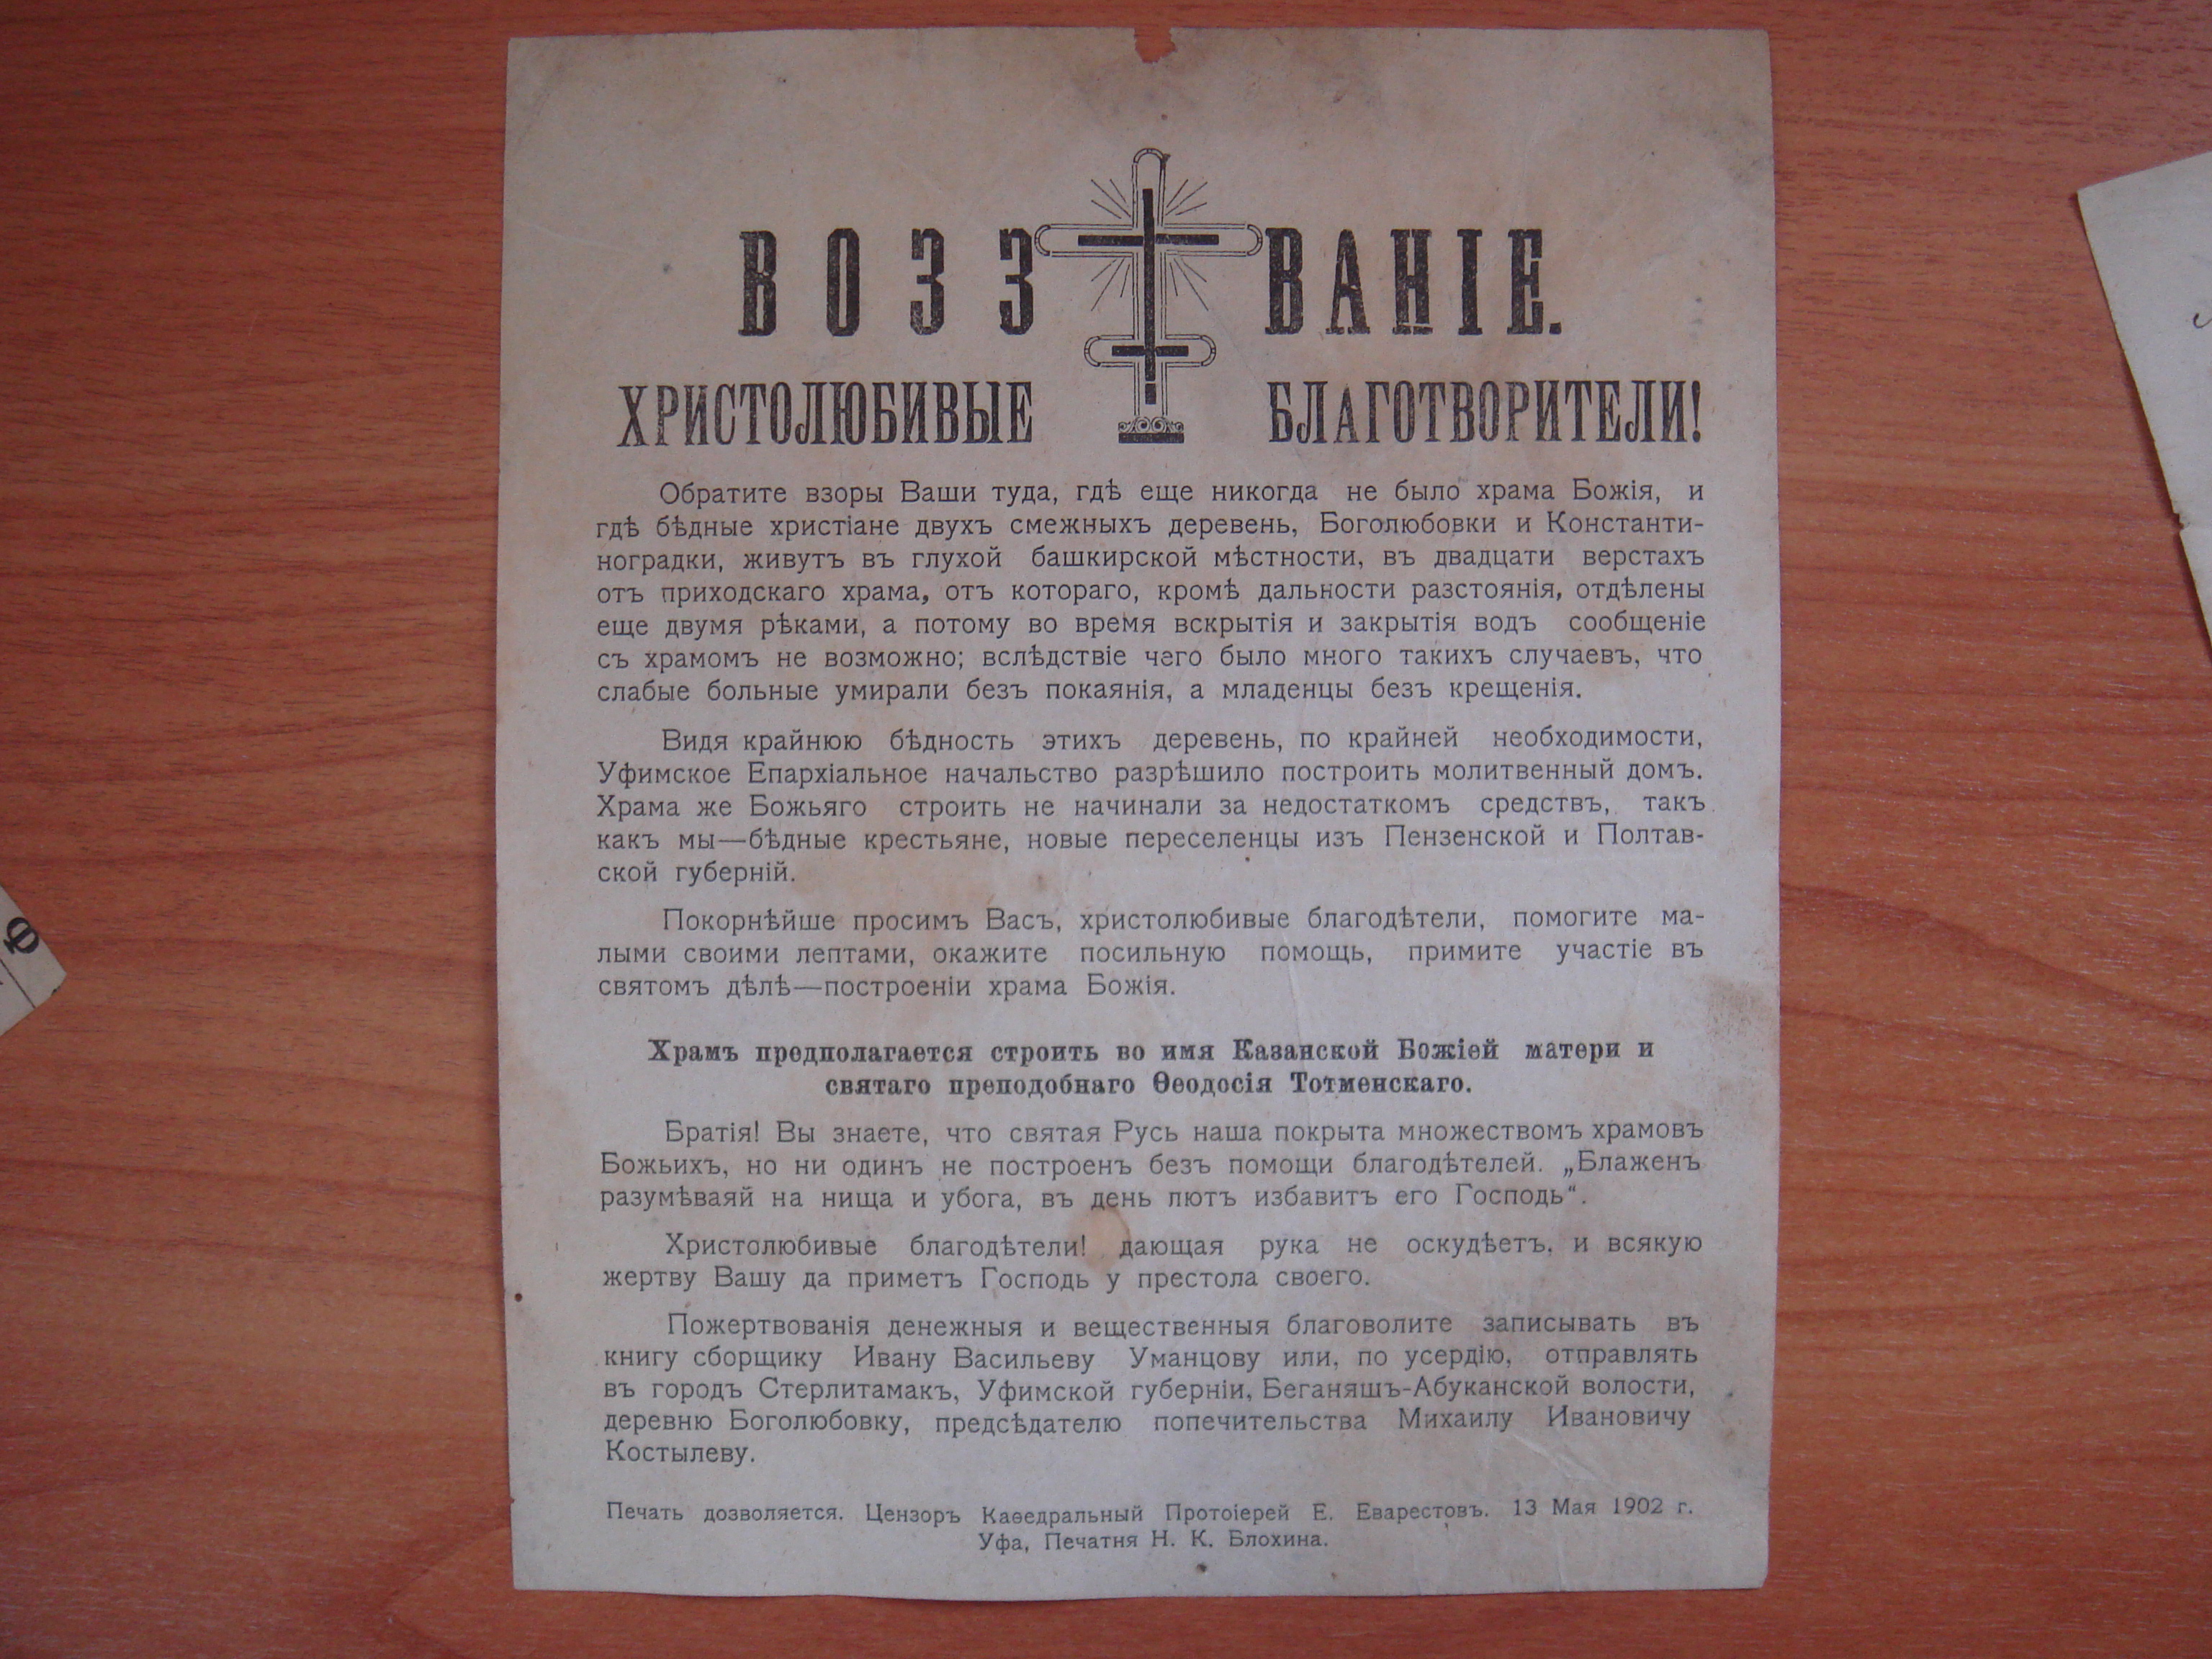 ВОЗЗВАНІЕ.
ХРИСТОЛЮБИВЫЕ БЛАГОТВОРИТЕЛИ!
Обратите взоры Ваши туда, гдѣ еще никогда не было храма Божія, и
гдѣ бѣдные христіане двухъ смежныхъ деревень, Боголюбовки и Константи-
ноградки, живутъ въ глухой башкирской мѣстности, въ двадцати верстахъ
отъ приходскаго храма, отъ котораго, кромѣ дальности разстоянія, отдѣлены
еще двумя рѣками, а потому во время вскрытія и закрытія водъ сообщеніе
съ храмомъ не возможно; вслѣдствіе чего было много такихъ случаевъ, что
слабые больные умирали безъ покаянія, а младенцы безъ крещенія.
Видя крайнюю бѣдность этихъ деревень, по крайней необходимости,
Уфимское Епархіальное начальство разрѣшило построить молитвенный домъ.
Храма же Божьяго строить не начинали за недостаткомъ средствъ, такъ
какъ мы—бѣдные крестьяне, новые переселенцы изъ Пензенской и Полтав-
ской губерній.
Покорнѣйше просимъ Васъ, христолюбивые благодѣтели, помогите ма-
лыми своими лептами, окажите посильную помощь, примите участіе въ
святомъ дѣлѣ—построеніи храма Божія.
Храмъ предполагается строить во имя Казанской Божіей матери и
святаго преподобнаго Ѳеодосія Тотменскаго.
Братія! Вы знаете, что святая Русь наша покрыта множествомъ храмовъ
Божьихъ, но ни одинъ не построенъ безъ помощи благодѣтелей. „Блаженъ
разумѣваяй на нища и убога, въ день лютъ избавитъ его Господь“.
Христолюбивые благодѣтели! дающая рука не оскудѣетъ, и всякую
жертву Вашу да приметъ Господь у престола своего.
Пожертвованія денежныя и вещественныя благоволите записывать въ
книгу сборщику Ивану Васильеву Уманцову или, по усердію, отправлять
въ городъ Стерлитамакъ, Уфимской губерніи, Беганяшъ-Абуканской волости,
деревню Боголюбовку, предсѣдателю попечительства Михаилу Ивановичу
Костылеву.
Печать дозволяется. Цензоръ Каѳедральный Протоіерей Е. Еварестовъ. 13 Мая 1902 г.
Уфа, Печатня Н. К. Блохина.